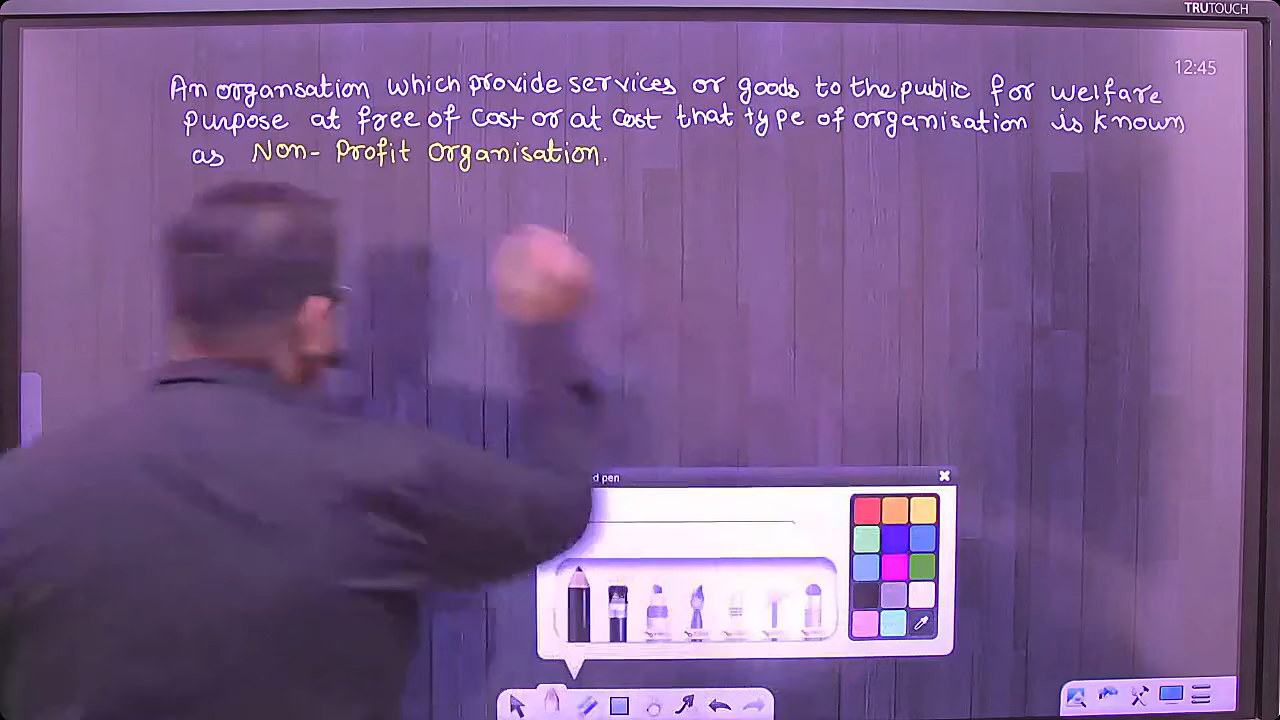 TRUTOUCH
12:45
An organsation which provide services or goods to the public for welfare
purpose at free of cost or at cost that type of organisation is known
as Non-Profit Organisation.
d pen